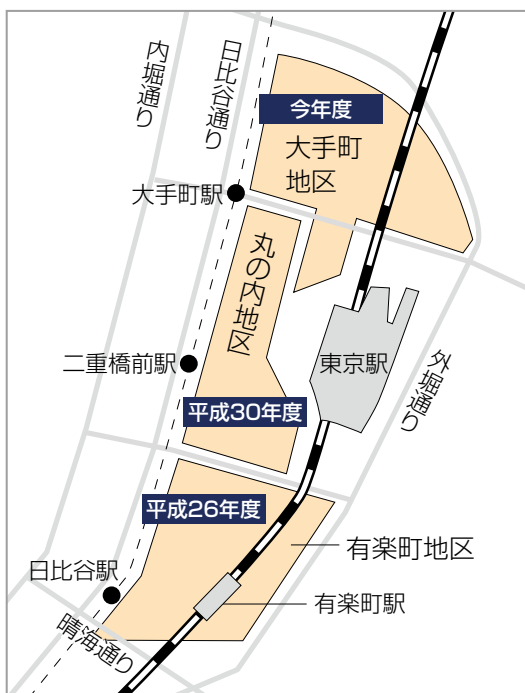 内堀通り
日比谷通り
今年度
大手町
地区
大手町駅
丸の内地区
二重橋前駅
東京駅
外堀通り
平成30年度
平成26年度
有楽町地区
日比谷駅
有楽町駅
晴海通り